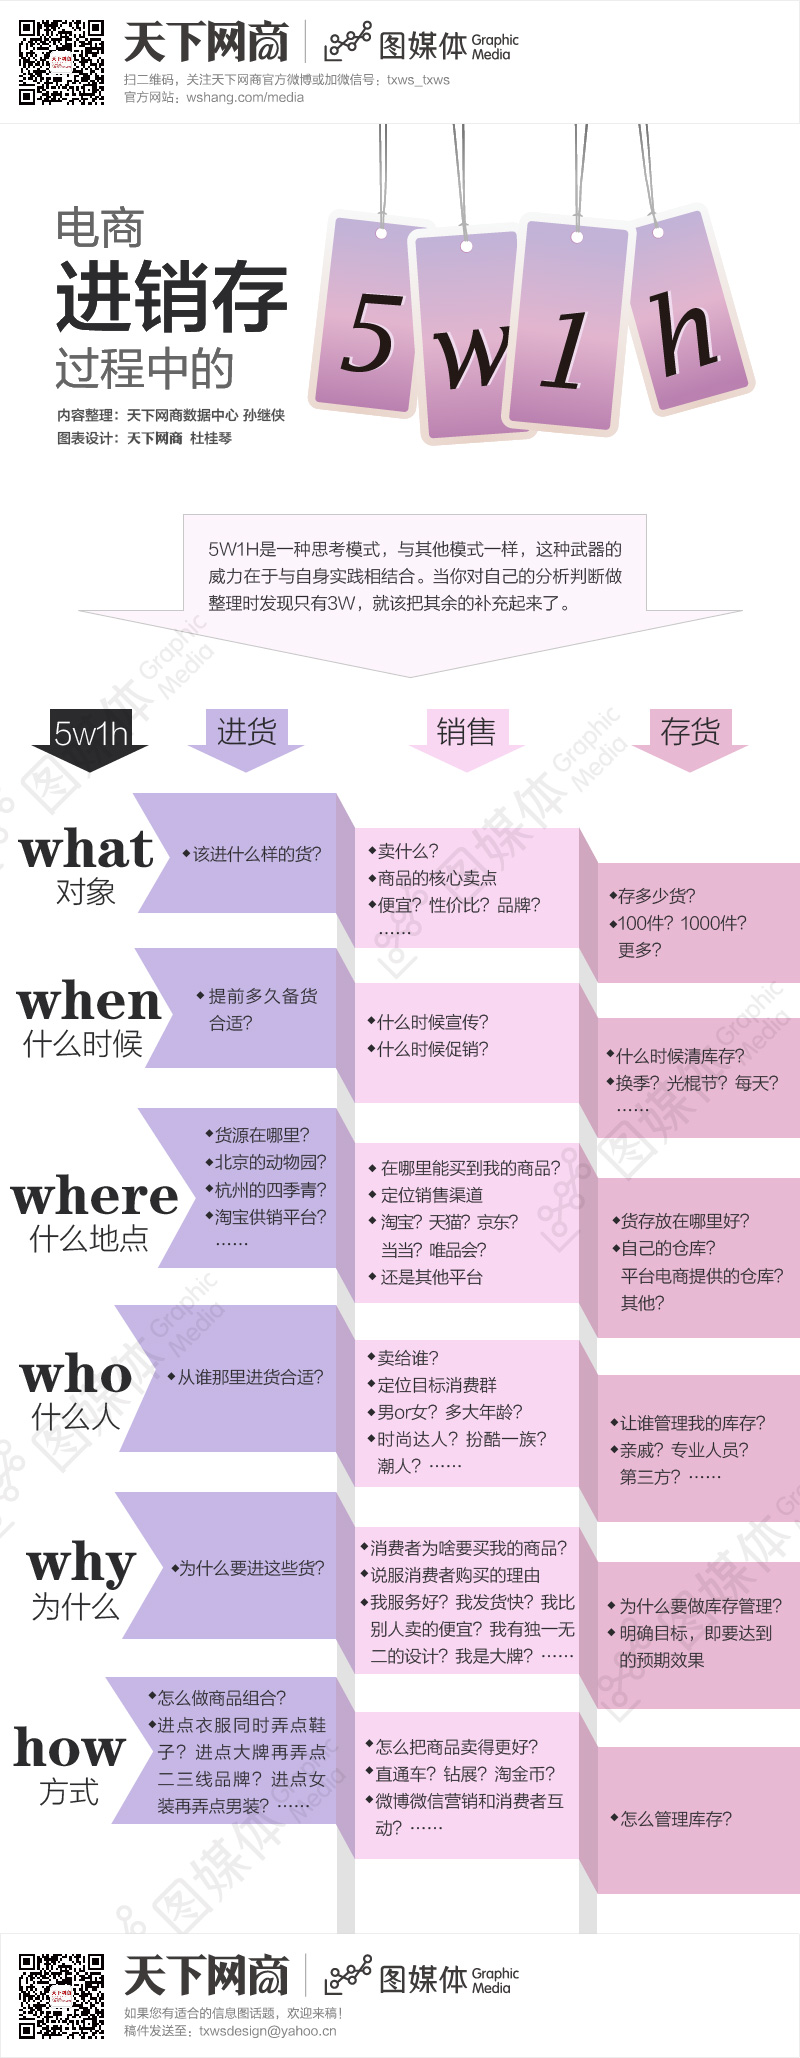 天下网商
图媒体 Graphic Media
扫二维码，关注天下网商官方微博或加微信号：txws_txws
官方网站：wshang.com/media
5 w 1 h
电商
进销存
过程中的
内容整理：天下网商数据中心 孙继侠
图表设计：天下网商 杜桂琴
5W1H是一种思考模式，与其他模式一样，这种武器的
威力在于与自身实践相结合。当你对自己的分析判断做
整理时发现只有3W，就该把其余的补充起来了。
5w1h
进货
销售
存货
what
对象
◆该进什么样的货？
◆卖什么？
◆商品的核心卖点
◆便宜？性价比？品牌？
……
◆存多少货？
◆100件？1000件？
更多？
when
什么时候
◆提前多久备货
合适？
◆什么时候宣传？
◆什么时候促销？
◆什么时候清库存？
◆换季？光棍节？每天？
……
where
什么地点
◆货源在哪里？
◆北京的动物园？
◆杭州的四季青？
◆淘宝供销平台？
……
◆在哪里能买到我的商品？
◆定位销售渠道
◆淘宝？天猫？京东？
当当？唯品会？
◆还是其他平台
◆货存放在哪里好？
◆自己的仓库？
平台电商提供的仓库？
其他？
who
什么人
◆从谁那里进货合适？
◆卖给谁？
◆定位目标消费群
◆男or女？多大年龄？
◆时尚达人？扮酷一族？
潮人？……
◆让谁管理我的库存？
◆亲戚？专业人员？
第三方？……
why
为什么
◆为什么要进这些货？
◆消费者为啥要买我的商品？
◆说服消费者购买的理由
◆我服务好？我发货快？我比
别人卖的便宜？我有独一无
二的设计？我是大牌？……
◆为什么要做库存管理？
◆明确目标，即要达到
的预期效果
how
方式
◆怎么做商品组合？
◆进点衣服同时弄点鞋
子？进点大牌再弄点
二三线品牌？进点女
装再弄点男装？……
◆怎么把商品卖得更好？
◆直通车？钻展？淘金币？
◆微博微信营销和消费者互
动？……
◆怎么管理库存？
天下网商
图媒体 Graphic Media
如果您有适合的信息图话题，欢迎来稿！
稿件发送至：txwsdesign@yahoo.cn